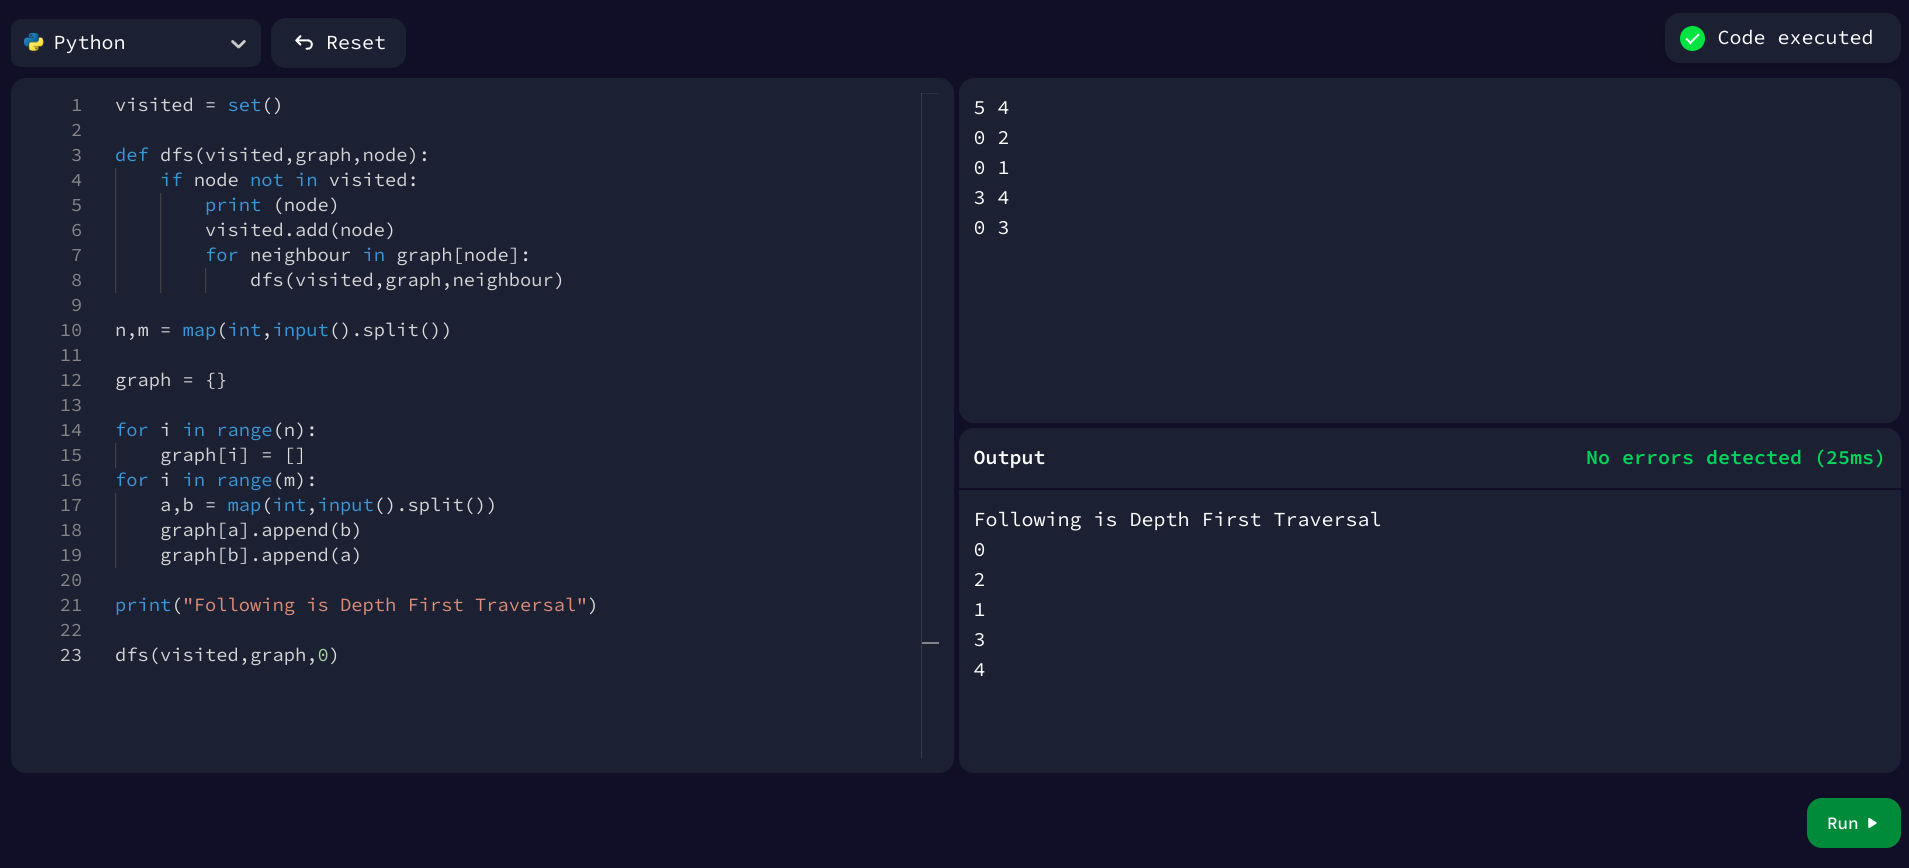 Python
Reset
Code executed
1 visited = set()
2
3 def dfs(visited,graph,node):
4     if node not in visited:
5         print (node)
6         visited.add(node)
7         for neighbour in graph[node]:
8             dfs(visited,graph,neighbour)
9
10 n,m = map(int,input().split())
11
12 graph = {}
13
14 for i in range(n):
15     graph[i] = []
16 for i in range(m):
17     a,b = map(int,input().split())
18     graph[a].append(b)
19     graph[b].append(a)
20
21 print("Following is Depth First Traversal")
22
23 dfs(visited,graph,0)
5 4
0 2
0 1
3 4
0 3
Output
No errors detected (25ms)
Following is Depth First Traversal
0
2
1
3
4
Run